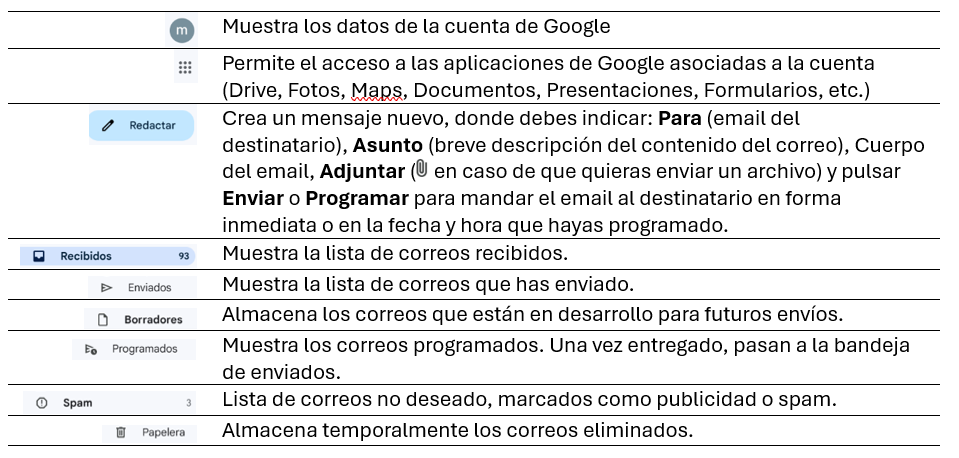 m Muestra los datos de la cuenta de Google
Permite el acceso a las aplicaciones de Google asociadas a la cuenta
(Drive, Fotos, Maps, Documentos, Presentaciones, Formularios, etc.)
Redactar Crea un mensaje nuevo, donde debes indicar: Para (email del
destinatario), Asunto (breve descripción del contenido del correo), Cuerpo
del email, Adjuntar ( en caso de que quieras enviar un archivo) y pulsar
Enviar o Programar para mandar el email al destinatario en forma
inmediata o en la fecha y hora que hayas programado.
Recibidos 93 Muestra la lista de correos recibidos.
Enviados Muestra la lista de correos que has enviado.
Borradores Almacena los correos que están en desarrollo para futuros envíos.
Programados Muestra los correos programados. Una vez entregado, pasan a la bandeja
de enviados.
Spam 3 Lista de correos no deseado, marcados como publicidad o spam.
Papelera Almacena temporalmente los correos eliminados.